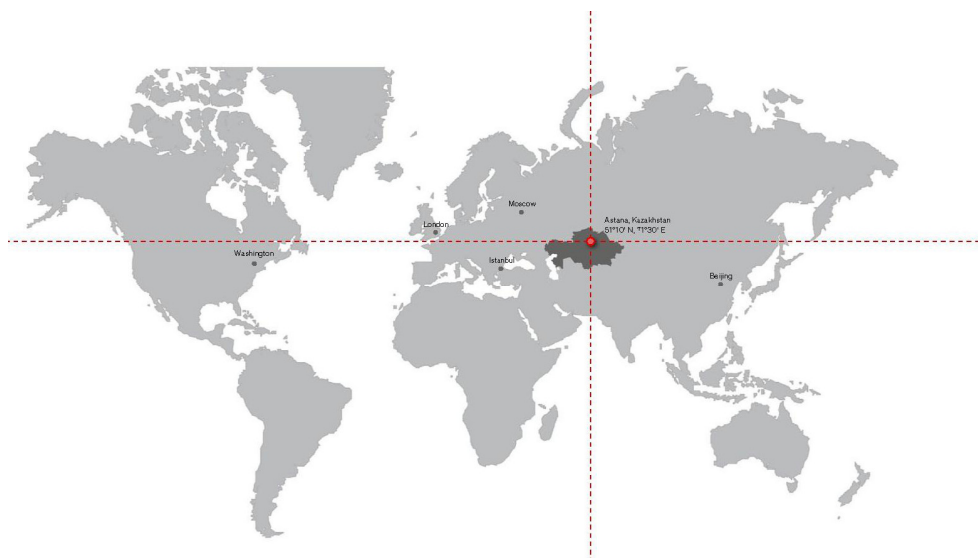 Moscow
Astana, Kazakhstan
51°10' N, 71°30' E
London
Washington
Istanbul
Beijing